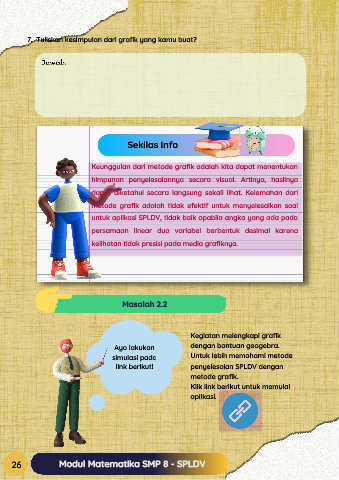 7. Tuliskan kesimpulan dari grafik yang kamu buat?
Jawab:
Sekilas Info
Keunggulan dari metode grafik adalah kita dapat menentukan
himpunan penyelesaiannya secara visual. Artinya, hasilnya
dapat diketahui secara langsung sekali lihat. Kelemahan dari
metode grafik adalah tidak efektif untuk menyelesaikan soal
untuk aplikasi SPLDV, tidak baik apabila angka yang ada pada
persamaan linear dua variabel berbentuk desimal karena
kelihatan tidak presisi pada media grafiknya.
Masalah 2.2
Ayo lakukan
simulasi pada
link berikut!
Kegiatan melengkapi grafik
dengan bantuan geogebra.
Untuk lebih memahami metode
penyelesaian SPLDV dengan
metode grafik.
Klik link berikut untuk memulai
aplikasi.
26
Modul Matematika SMP 8 - SPLDV